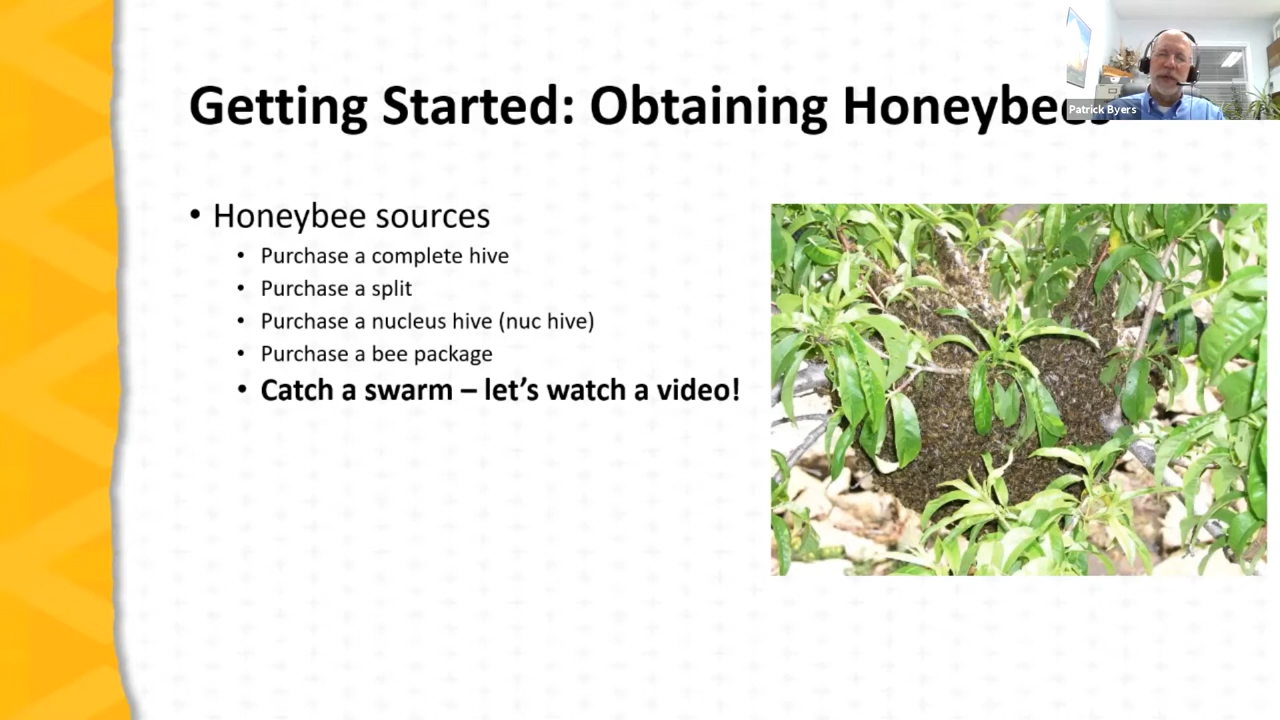 Getting Started: Obtaining Honeybees
Patrick Byers
• Honeybee sources
• Purchase a complete hive
• Purchase a split
• Purchase a nucleus hive (nuc hive)
• Purchase a bee package
• Catch a swarm – let's watch a video!